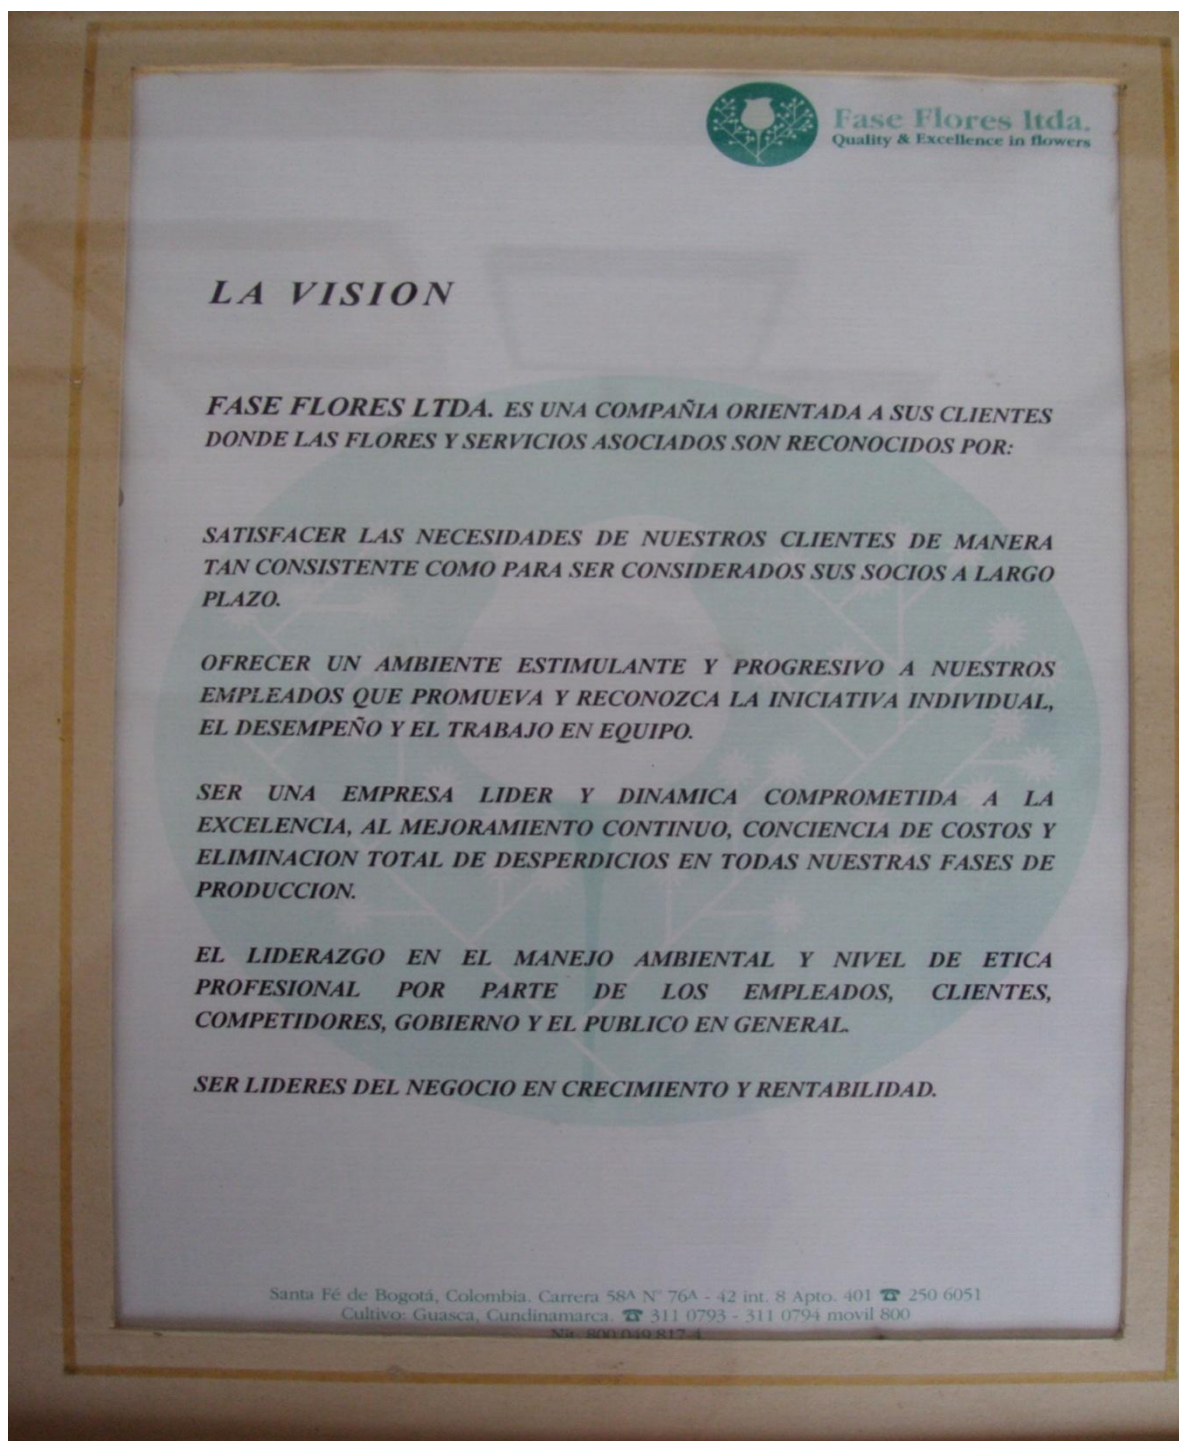 Fase Flores ltda.
Quality & Excellence in flowers
LA VISION
FASE FLORES LTDA. ES UNA COMPAÑIA ORIENTADA A SUS CLIENTES
DONDE LAS FLORES Y SERVICIOS ASOCIADOS SON RECONOCIDOS POR:
SATISFACER LAS NECESIDADES DE NUESTROS CLIENTES DE MANERA
TAN CONSISTENTE COMO PARA SER CONSIDERADOS SUS SOCIOS A LARGO
PLAZO.
OFRECER UN AMBIENTE ESTIMULANTE Y PROGRESIVO A NUESTROS
EMPLEADOS QUE PROMUEVA Y RECONOZCA LA INICIATIVA INDIVIDUAL,
EL DESEMPEÑO Y EL TRABAJO EN EQUIPO.
SER UNA EMPRESA LIDER Y DINAMICA COMPROMETIDA A LA
EXCELENCIA, AL MEJORAMIENTO CONTINUO, CONCIENCIA DE COSTOS Y
ELIMINACION TOTAL DE DESPERDICIOS EN TODAS NUESTRAS FASES DE
PRODUCCION.
EL LIDERAZGO EN EL MANEJO AMBIENTAL Y NIVEL DE ETICA
PROFESIONAL POR PARTE DE LOS EMPLEADOS, CLIENTES,
COMPETIDORES, GOBIERNO Y EL PUBLICO EN GENERAL.
SER LIDERES DEL NEGOCIO EN CRECIMIENTO Y RENTABILIDAD.
Santa Fé de Bogotá, Colombia. Carrera 58A N° 76A - 42 int. 8 Apto. 401 ☎ 250 6051
Cultivo: Guasca, Cundinamarca. ☎ 311 0793 - 311 0794 movil 800
Nit. 800.049.817-4